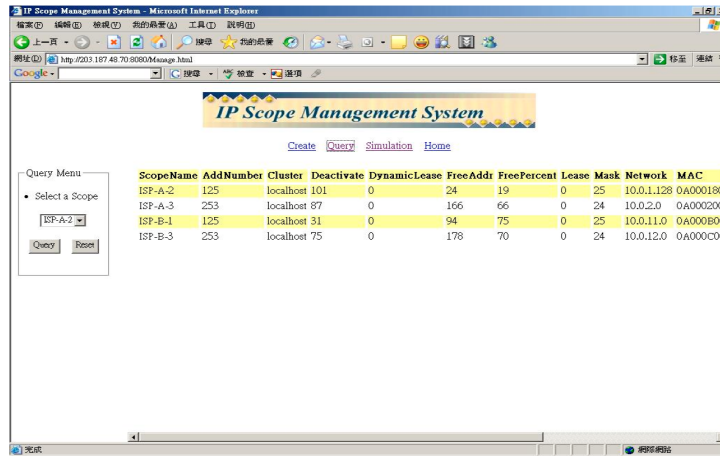 IP Scope Management System - Microsoft Internet Explorer
檔案(F) 編輯(E) 檢視(V) 我的最愛(A) 工具(T) 說明(H)
上一頁 搜尋 我的最愛
網址(D) http://203.187.48.70:8080/Manage.html 移至 連結
Google 搜尋 檢查 選項
IP Scope Management System
Create Query Simulation Home
Query Menu
• Select a Scope
ISP-A-2
Query Reset
ScopeName AddNumber Cluster Deactivate DynamicLease FreeAddr FreePercent Lease Mask Network MAC
ISP-A-2 125 localhost 101 0 24 19 0 25 10.0.1.128 0A00018
ISP-A-3 253 localhost 87 0 166 66 0 24 10.0.2.0 0A00020
ISP-B-1 125 localhost 31 0 94 75 0 25 10.0.11.0 0A000B0
ISP-B-3 253 localhost 75 0 178 70 0 24 10.0.12.0 0A000C0
完成 網際網路